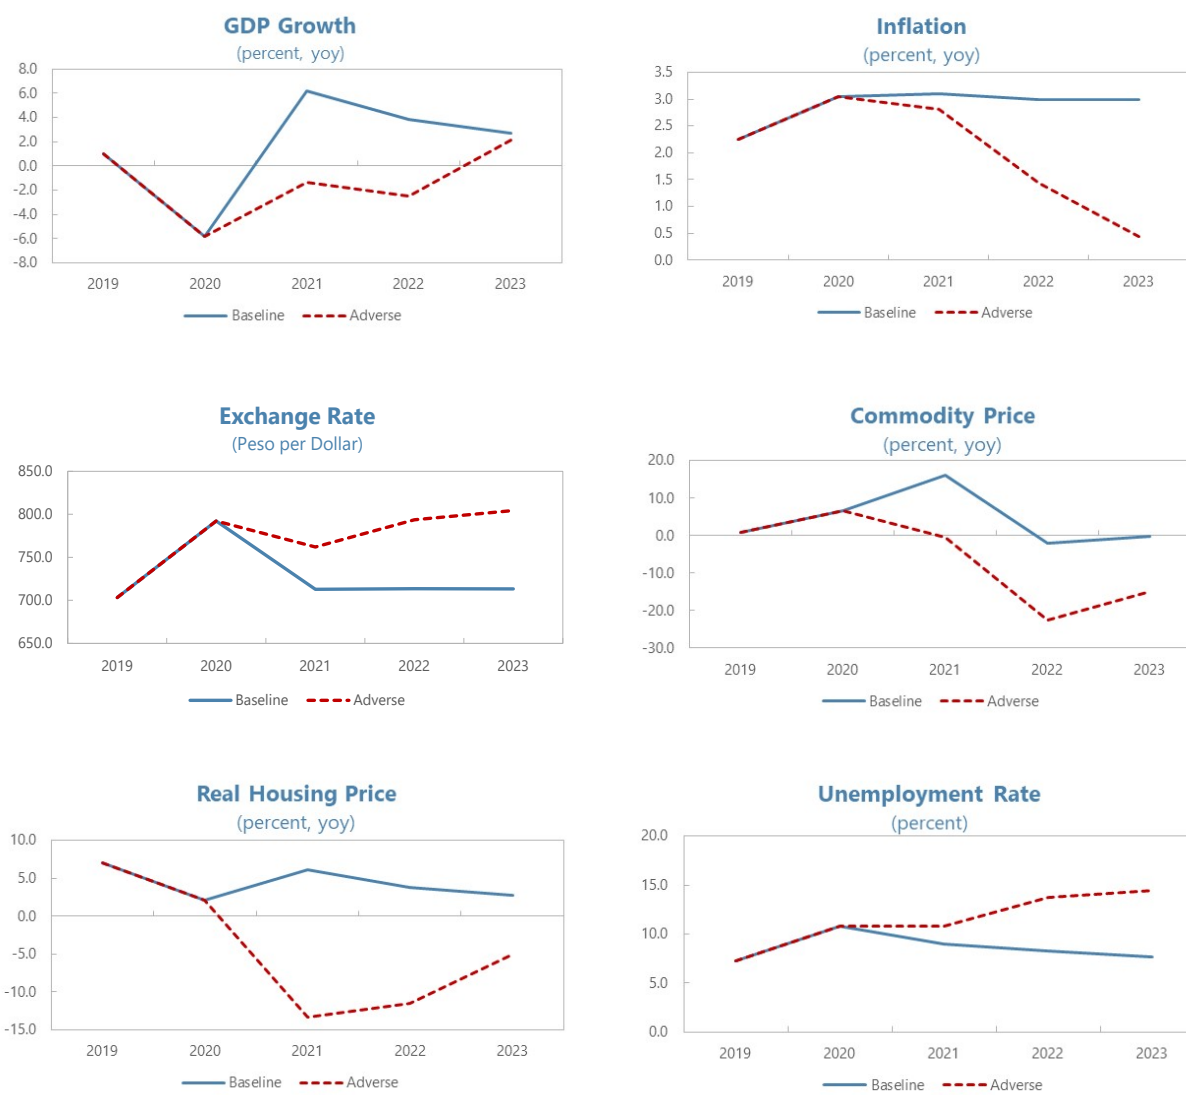 GDP Growth
(percent, yoy)
8.0
6.0
4.0
2.0
0.0
-2.0
-4.0
-6.0
-8.0
2019 2020 2021 2022 2023
Baseline Adverse
Inflation
(percent, yoy)
3.5
3.0
2.5
2.0
1.5
1.0
0.5
0.0
2019 2020 2021 2022 2023
Baseline Adverse
Exchange Rate
(Peso per Dollar)
850.0
800.0
750.0
700.0
650.0
2019 2020 2021 2022 2023
Baseline Adverse
Commodity Price
(percent, yoy)
20.0
10.0
0.0
-10.0
-20.0
-30.0
2019 2020 2021 2022 2023
Baseline Adverse
Real Housing Price
(percent, yoy)
10.0
5.0
0.0
-5.0
-10.0
-15.0
2019 2020 2021 2022 2023
Baseline Adverse
Unemployment Rate
(percent)
20.0
15.0
10.0
5.0
0.0
2019 2020 2021 2022 2023
Baseline Adverse